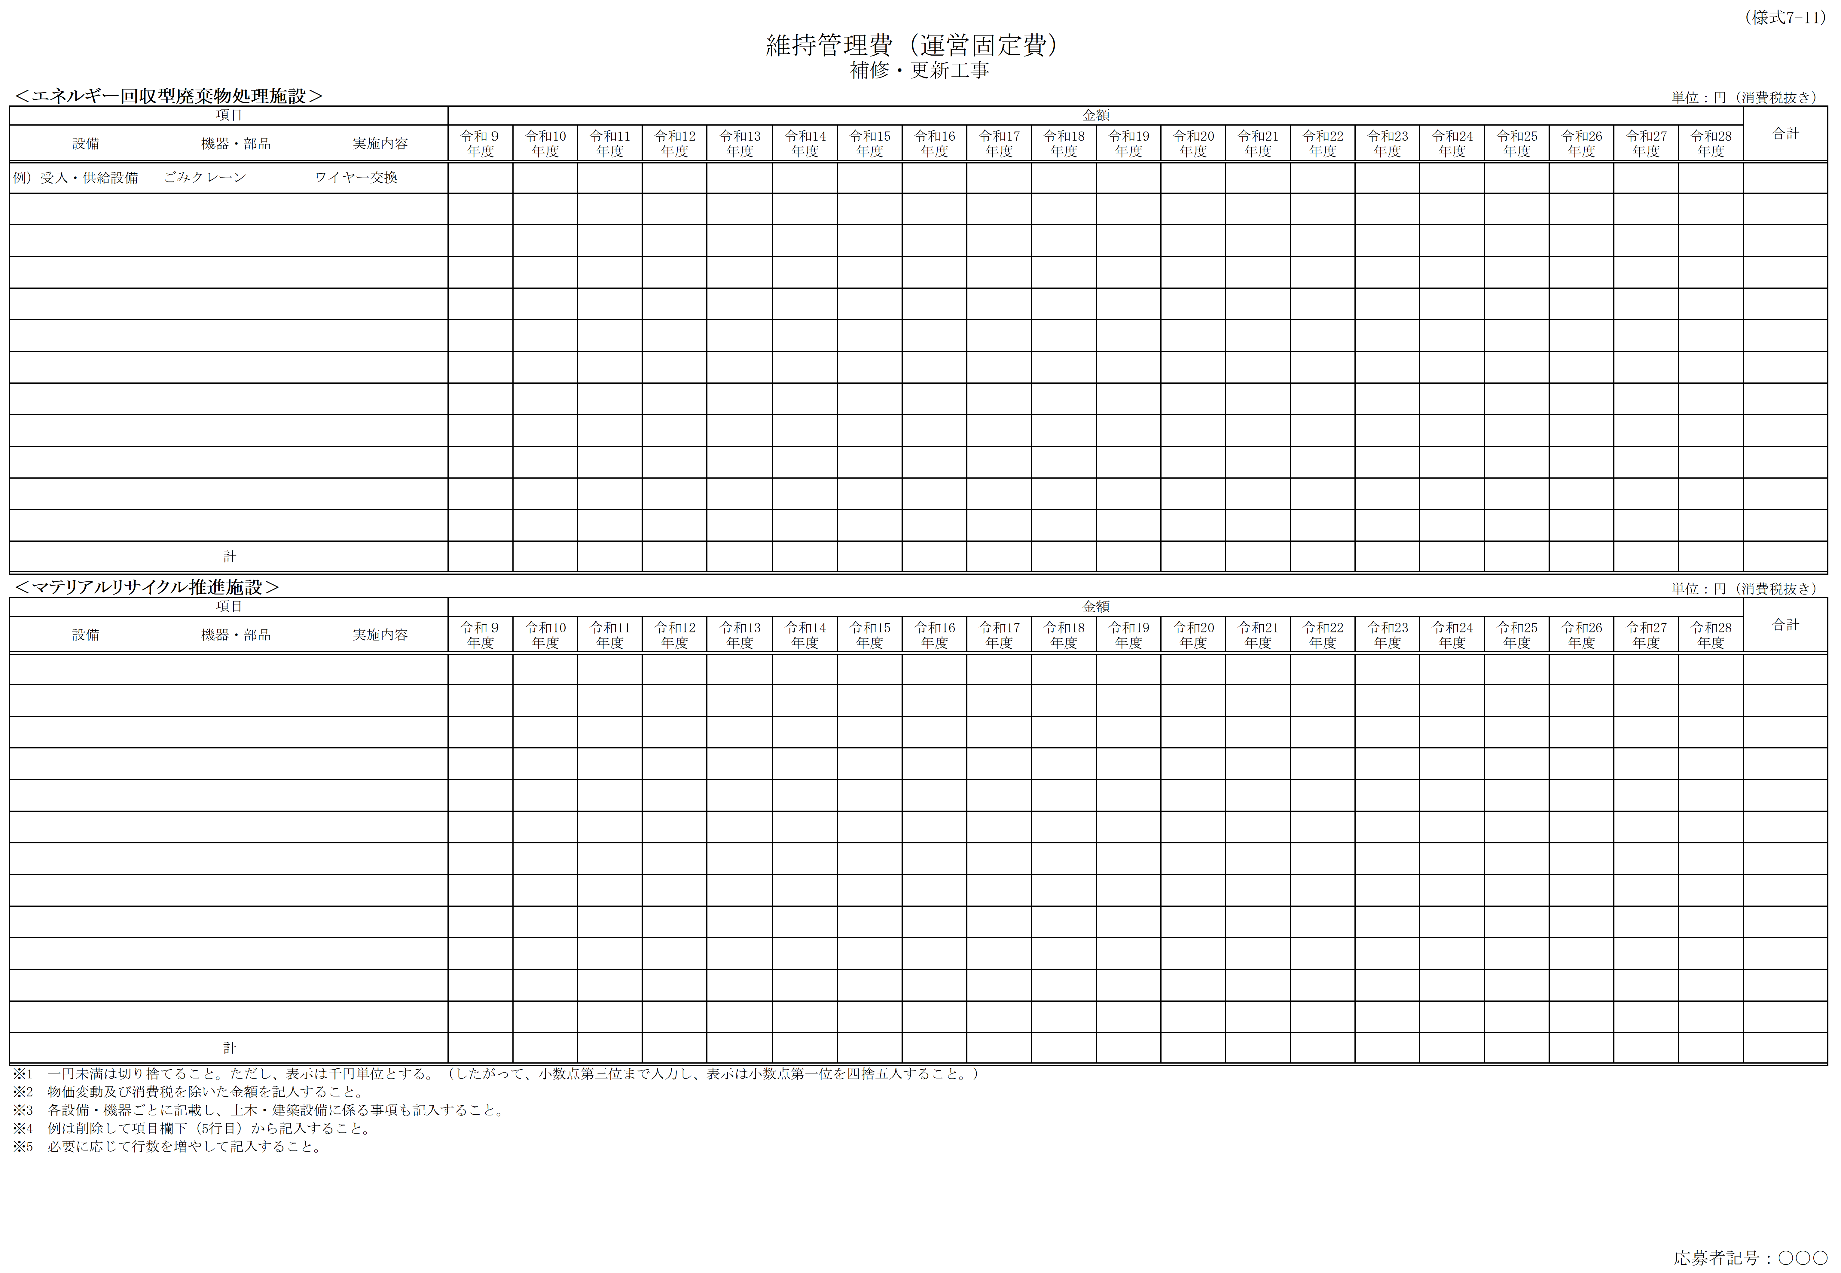 （様式7-11）
維持管理費（運営固定費）
補修・更新工事
＜エネルギー回収型廃棄物処理施設＞
単位：円（消費税抜き）
項目 金額 合計
設備 機器・部品 実施内容 令和９年度 令和10年度 令和11年度 令和12年度 令和13年度 令和14年度 令和15年度 令和16年度 令和17年度 令和18年度 令和19年度 令和20年度 令和21年度 令和22年度 令和23年度 令和24年度 令和25年度 令和26年度 令和27年度 令和28年度
例）受入・供給設備 ごみクレーン ワイヤー交換
計
＜マテリアルリサイクル推進施設＞
単位：円（消費税抜き）
項目 金額 合計
設備 機器・部品 実施内容 令和９年度 令和10年度 令和11年度 令和12年度 令和13年度 令和14年度 令和15年度 令和16年度 令和17年度 令和18年度 令和19年度 令和20年度 令和21年度 令和22年度 令和23年度 令和24年度 令和25年度 令和26年度 令和27年度 令和28年度
計
※1　一円未満は切り捨てること。ただし、表示は千円単位とする。（したがって、小数点第三位まで入力し、表示は小数点第一位を四捨五入すること。）
※2　物価変動及び消費税を除いた金額を記入すること。
※3　各設備・機器ごとに記載し、土木・建築設備に係る事項も記入すること。
※4　例は削除して項目欄下（5行目）から記入すること。
※5　必要に応じて行数を増やして記入すること。
応募者記号：〇〇〇